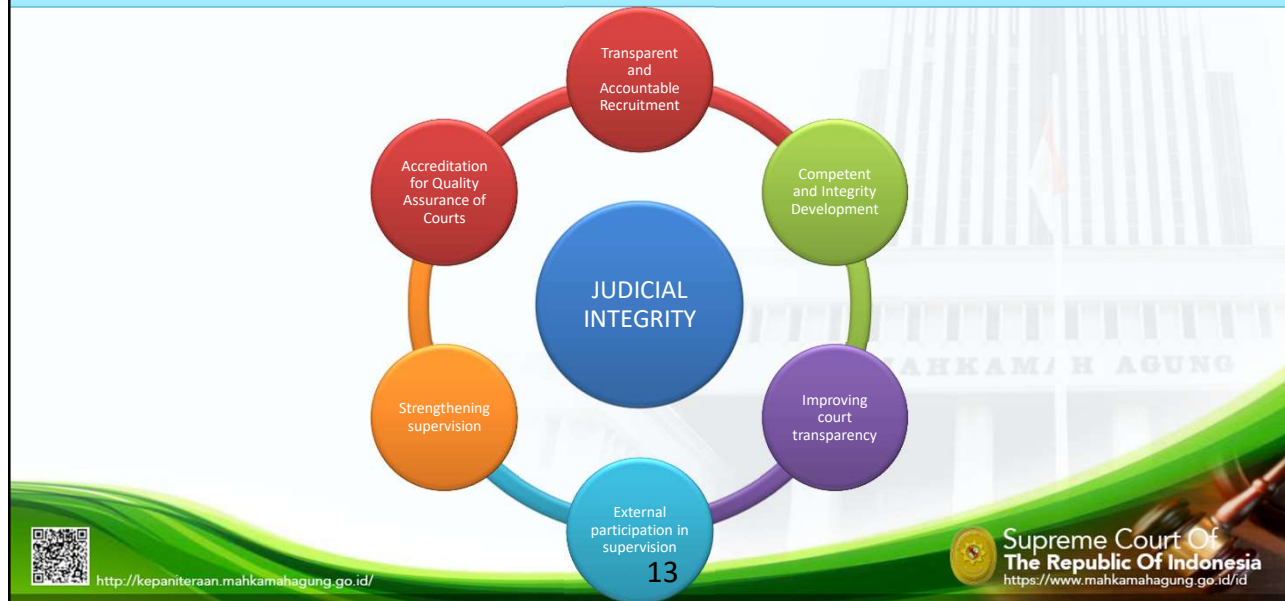 Transparent
and
Accountable
Recruitment
Accreditation
for Quality
Assurance of
Courts
Competent
and Integrity
Development
JUDICIAL
INTEGRITY
MAHKAMAH AGUNG
Strengthening
supervision
Improving
court
transparency
External
participation in
supervision
13
http://kepaniteraan.mahkamahagung.go.id/
Supreme Court Of
The Republic Of Indonesia
https://www.mahkamahagung.go.id/id